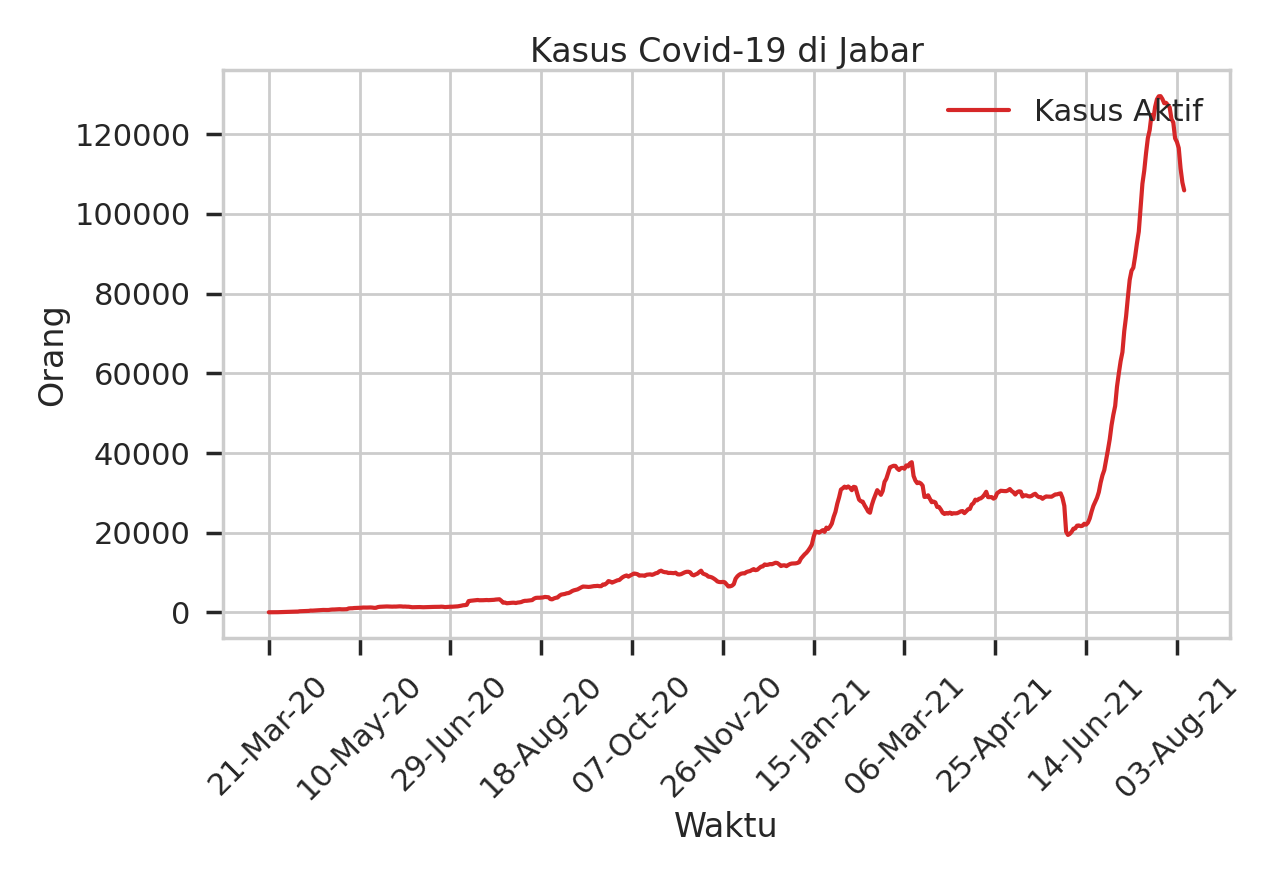 Kasus Covid-19 di Jabar
Kasus Aktif
Orang
120000
100000
80000
60000
40000
20000
0
21-Mar-20
10-May-20
29-Jun-20
18-Aug-20
07-Oct-20
26-Nov-20
15-Jan-21
06-Mar-21
25-Apr-21
14-Jun-21
03-Aug-21
Waktu